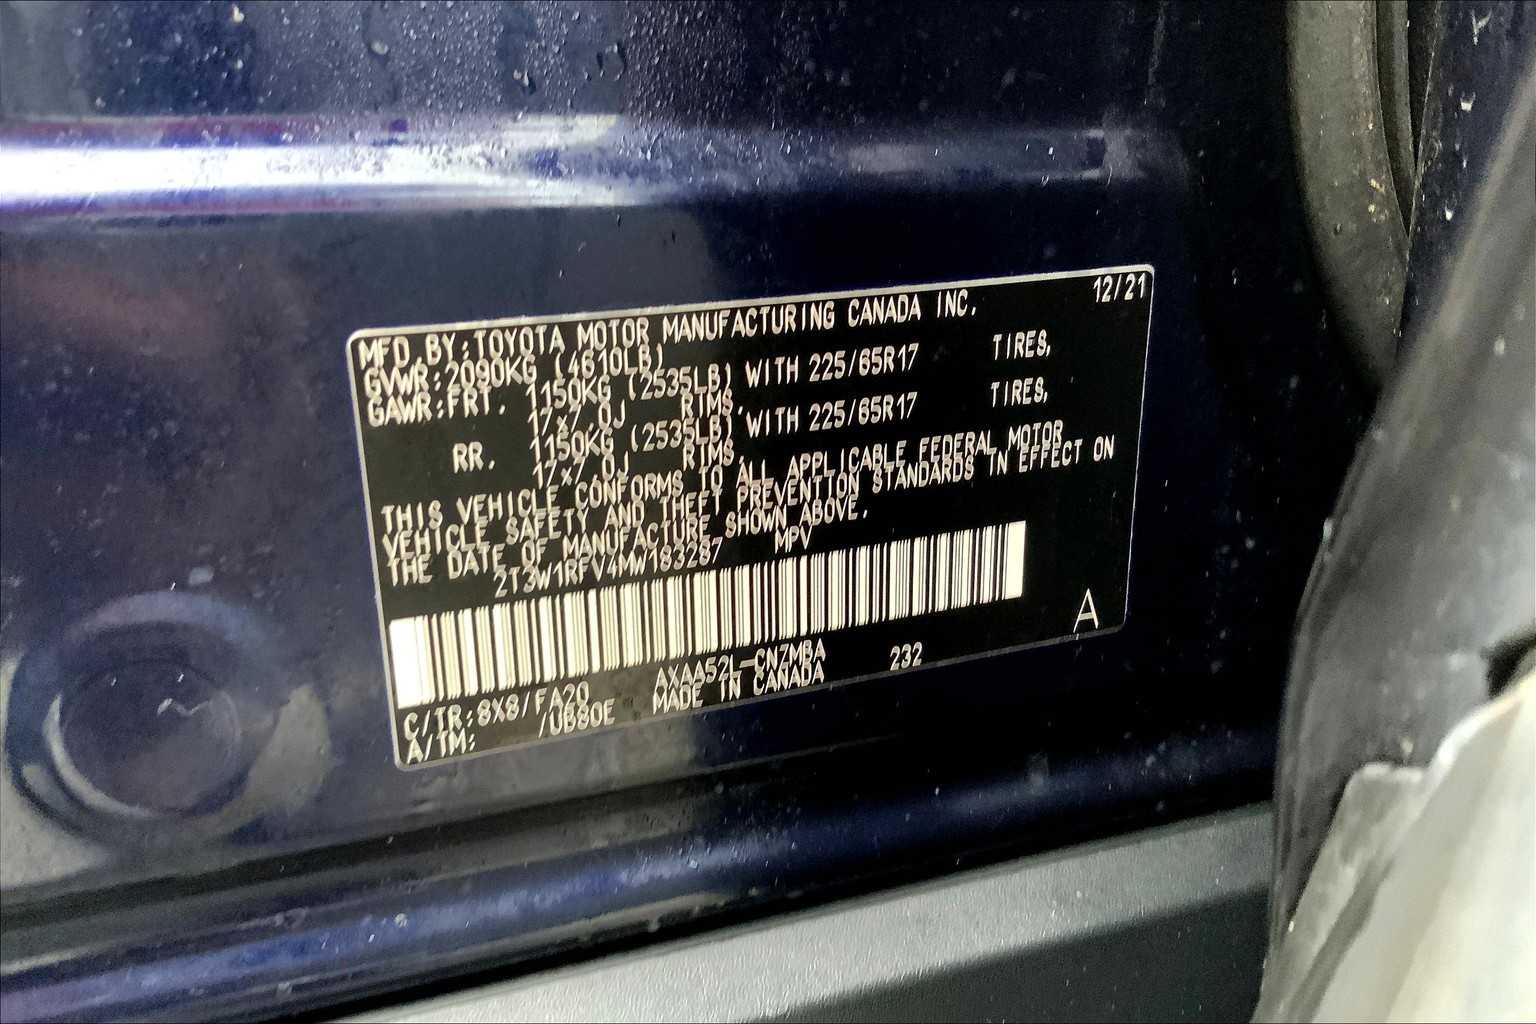 12/21
MFD.BY:TOYOTA MOTOR MANUFACTURING CANADA INC.
GVWR:2090KG (4610LB)
GAWR:FRT. 1150KG (2535LB) WITH 225/65R17 TIRES,
17x7.0J RIMS,
RR. 1150KG (2535LB) WITH 225/65R17 TIRES,
17x7.0J RIMS.
THIS VEHICLE CONFORMS TO ALL APPLICABLE FEDERAL MOTOR
VEHICLE SAFETY AND THEFT PREVENTION STANDARDS IN EFFECT ON
THE DATE OF MANUFACTURE SHOWN ABOVE.
2T3W1RFV4MW183287 MPV
A
C/TR:8X8/FA20 AXAA52L-CNZMBA 232
A/TM: /UB80E MADE IN CANADA